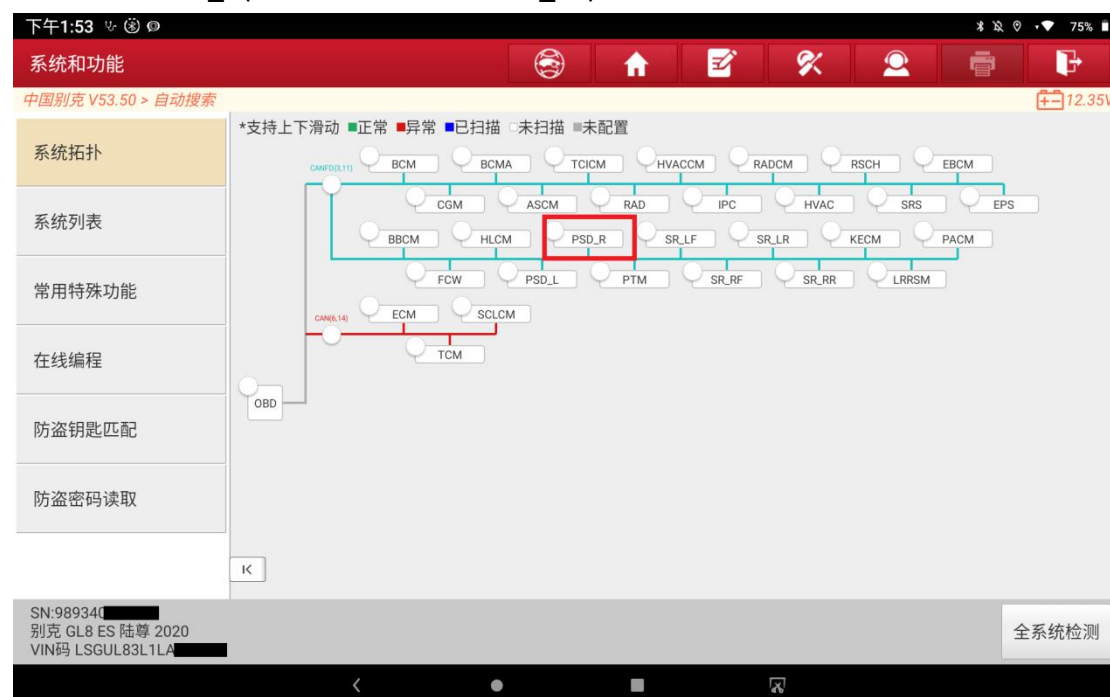 下午1:53
75%
系统和功能
中国别克 V53.50 > 自动搜索
12.35V
系统拓扑
系统列表
常用特殊功能
在线编程
防盗钥匙匹配
防盗密码读取
*支持上下滑动 ■正常 ■异常 ■已扫描 □未扫描 ■未配置
CANFD(3,11)
BCM BCMA TCICM HVACCM RADCM RSCH EBCM
CGM ASCM RAD IPC HVAC SRS EPS
BBCM HLCM PSD_R SR_LF SR_LR KECM PACM
FCW PSD_L PTM SR_RF SR_RR LRRSM
CAN(6,14)
ECM SCLCM
TCM
OBD
SN:989340
别克 GL8 ES 陆尊 2020
VIN码 LSGUL83L1LA
全系统检测